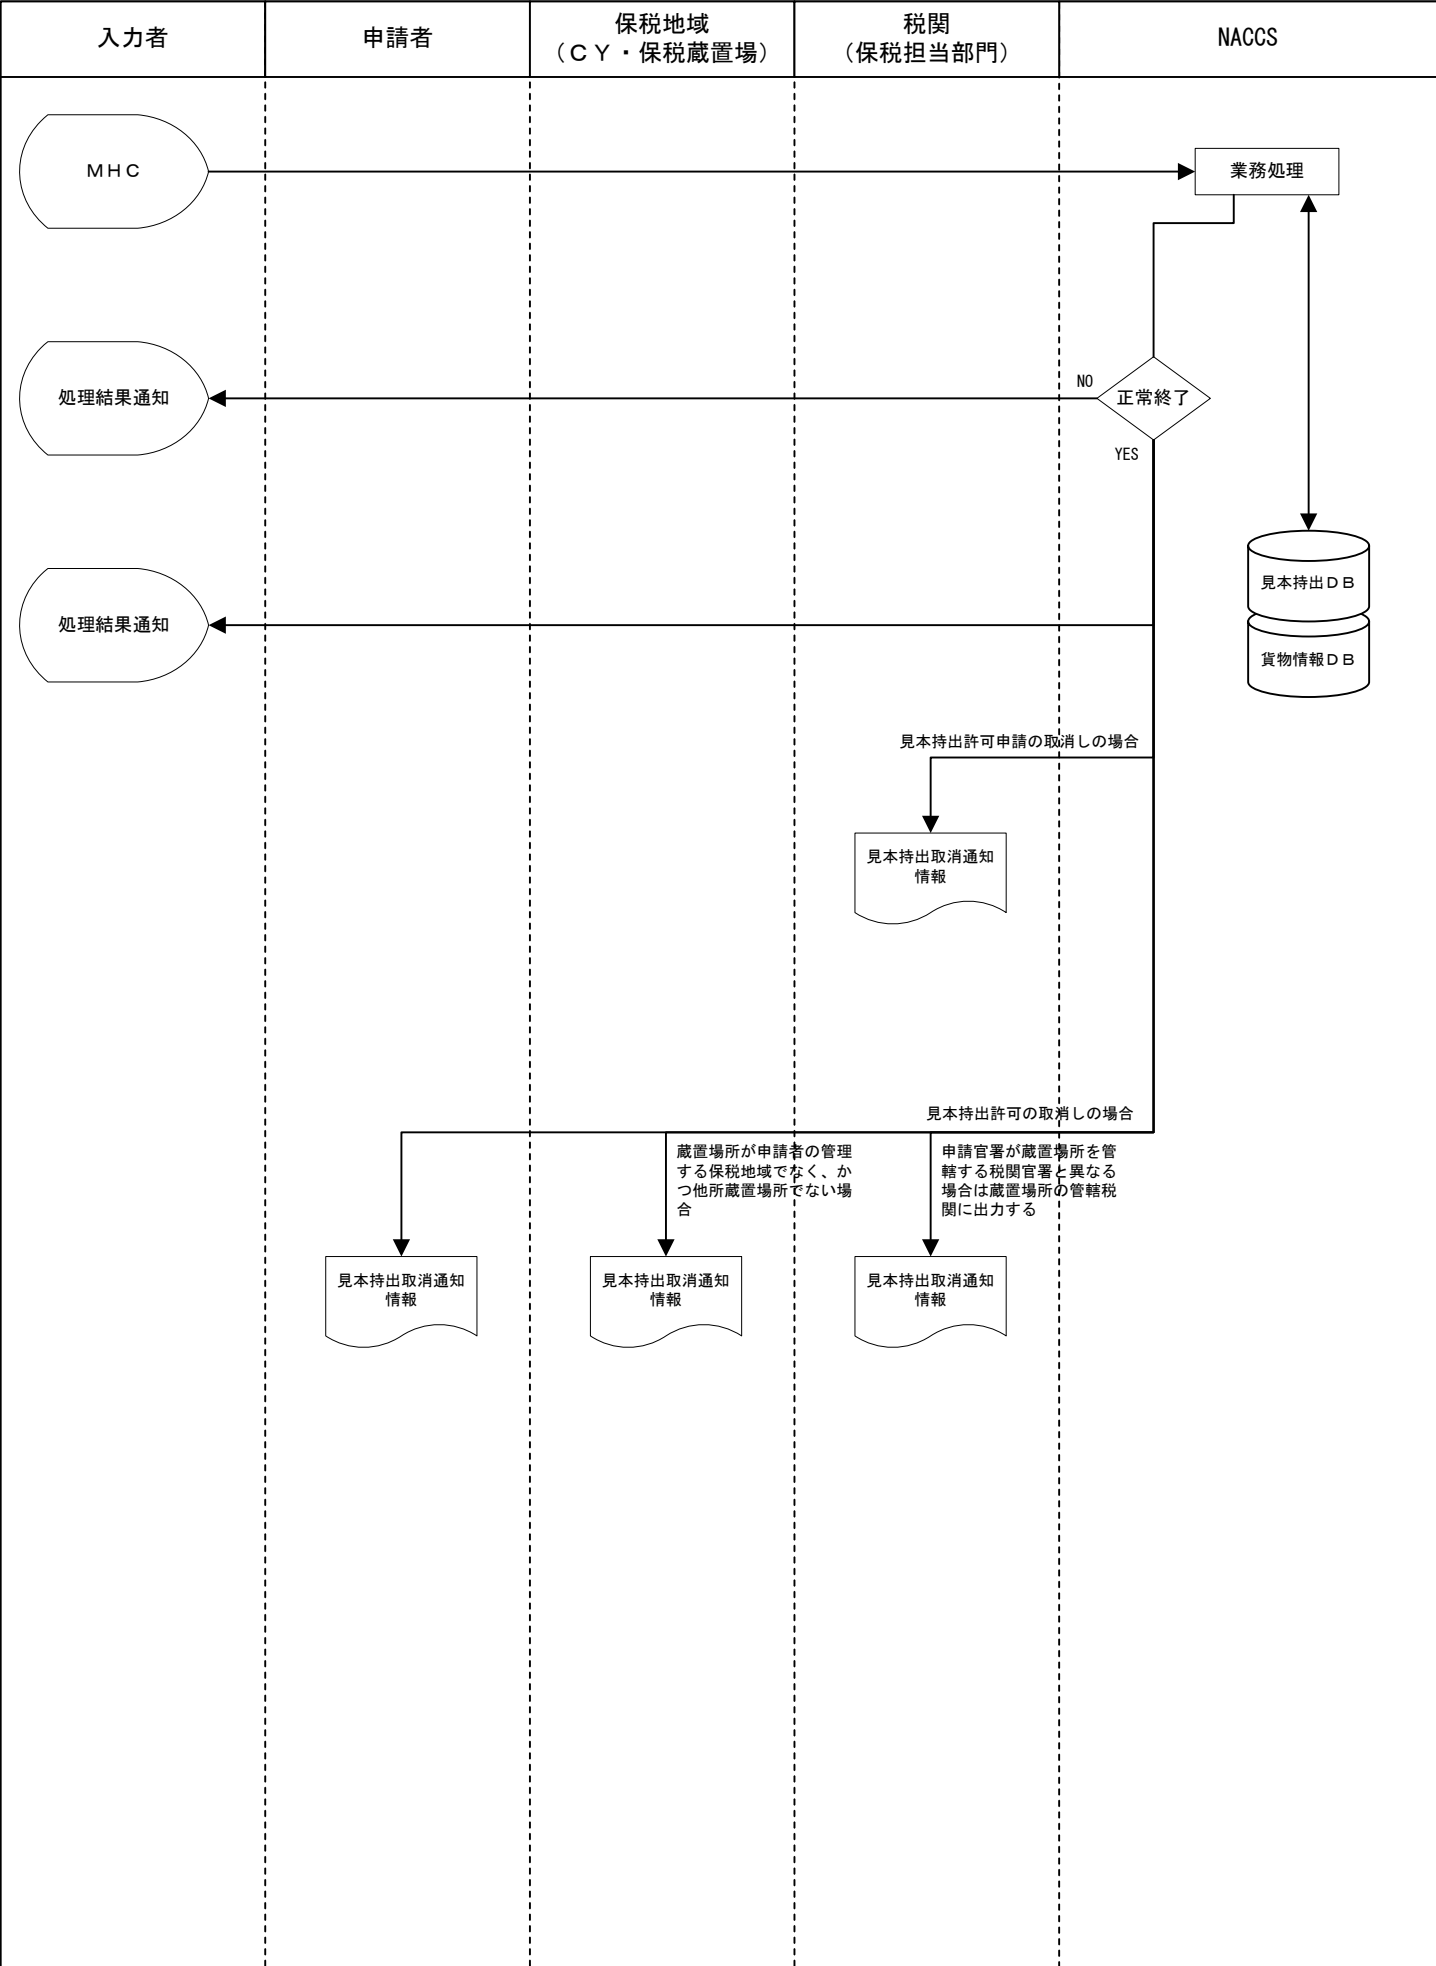 入力者
申請者
保税地域
（ＣＹ・保税蔵置場）
税関
（保税担当部門）
NACCS
ＭＨＣ
業務処理
処理結果通知
NO
正常終了
YES
見本持出ＤＢ
処理結果通知
貨物情報ＤＢ
見本持出許可申請の取消しの場合
見本持出取消通知
情報
見本持出許可の取消しの場合
蔵置場所が申請者の管理
する保税地域でなく、か
つ他所蔵置場所でない場
合
申請官署が蔵置場所を管
轄する税関官署と異なる
場合は蔵置場所の管轄税
関に出力する
見本持出取消通知
情報
見本持出取消通知
情報
見本持出取消通知
情報